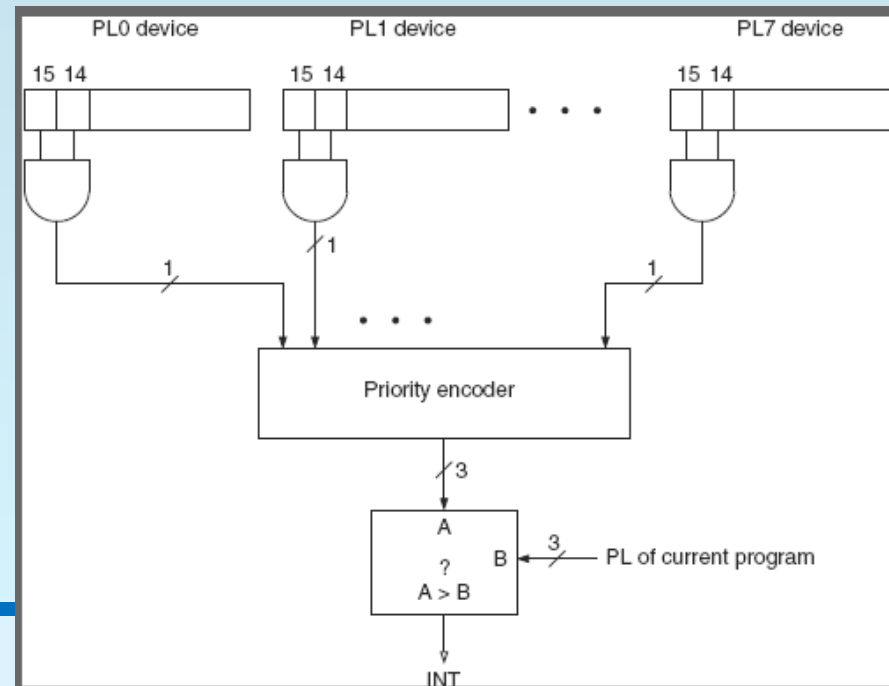 PL0 device PL1 device PL7 device
15 14 15 14 15 14
1
1 1
Priority encoder
3
A
3
B PL of current program
?
A > B
INT